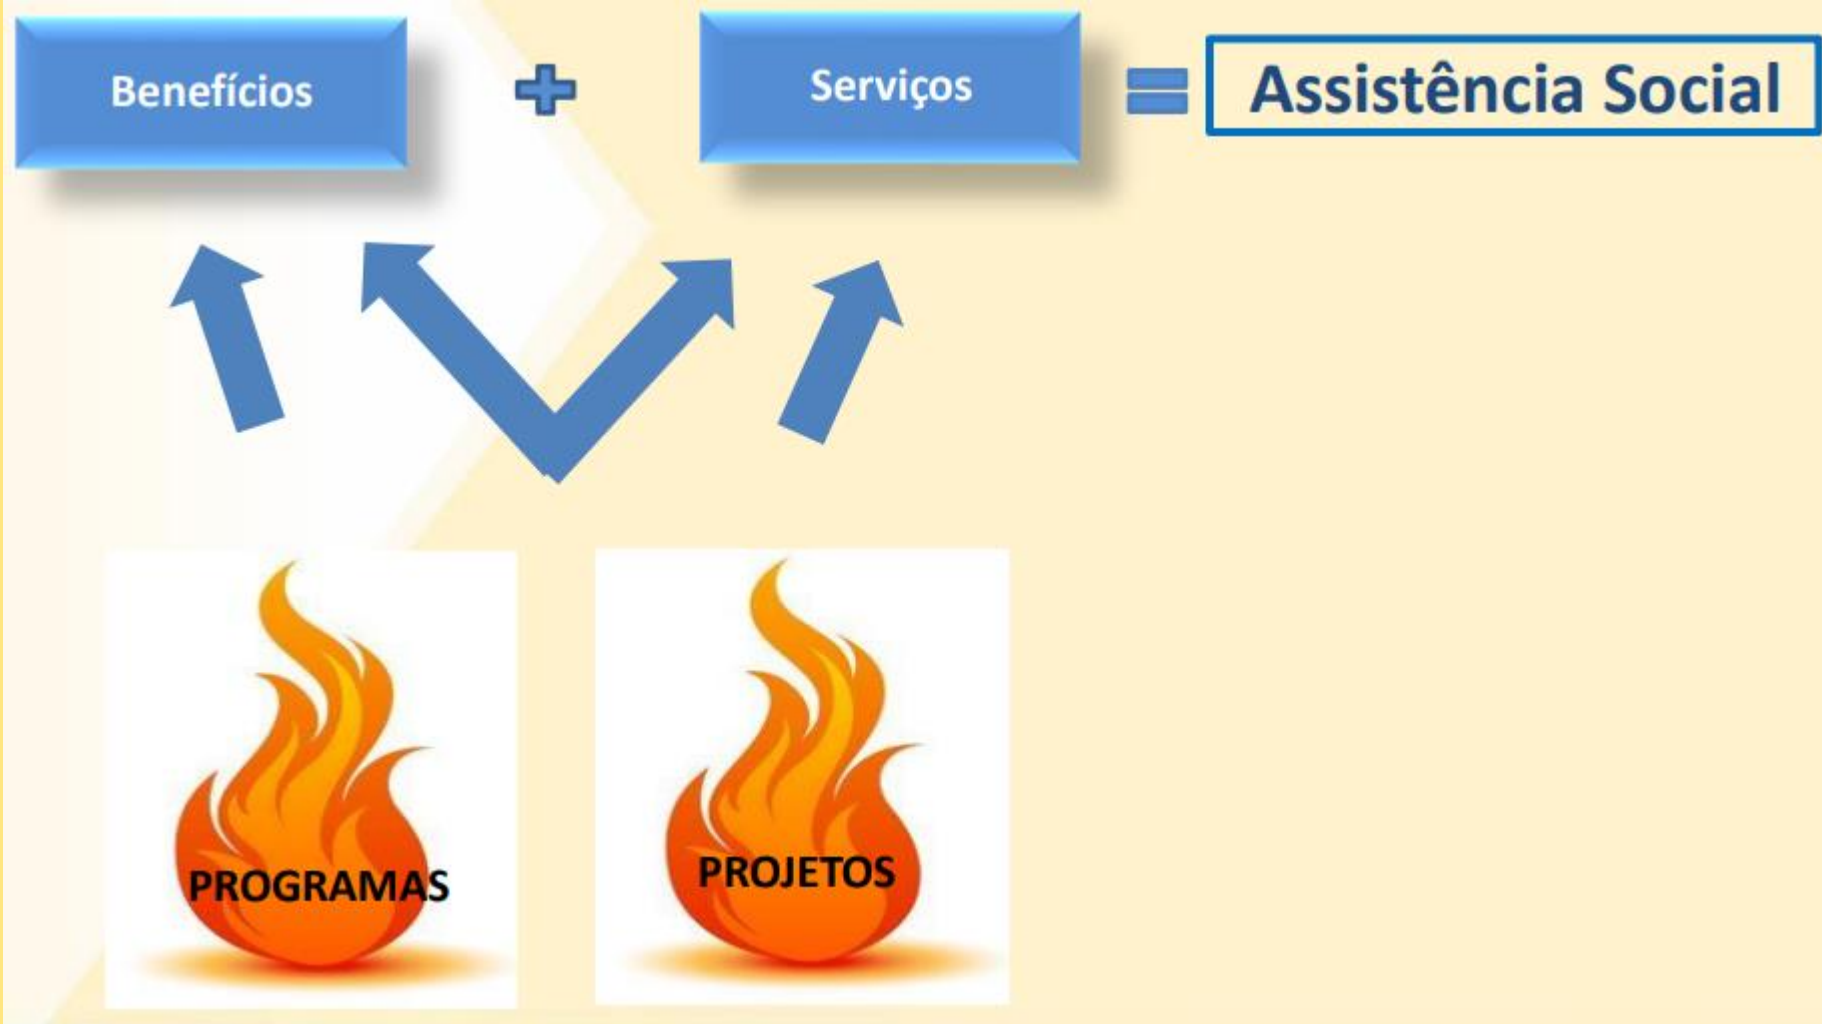 Benefícios
Serviços
Assistência Social
PROGRAMAS
PROJETOS